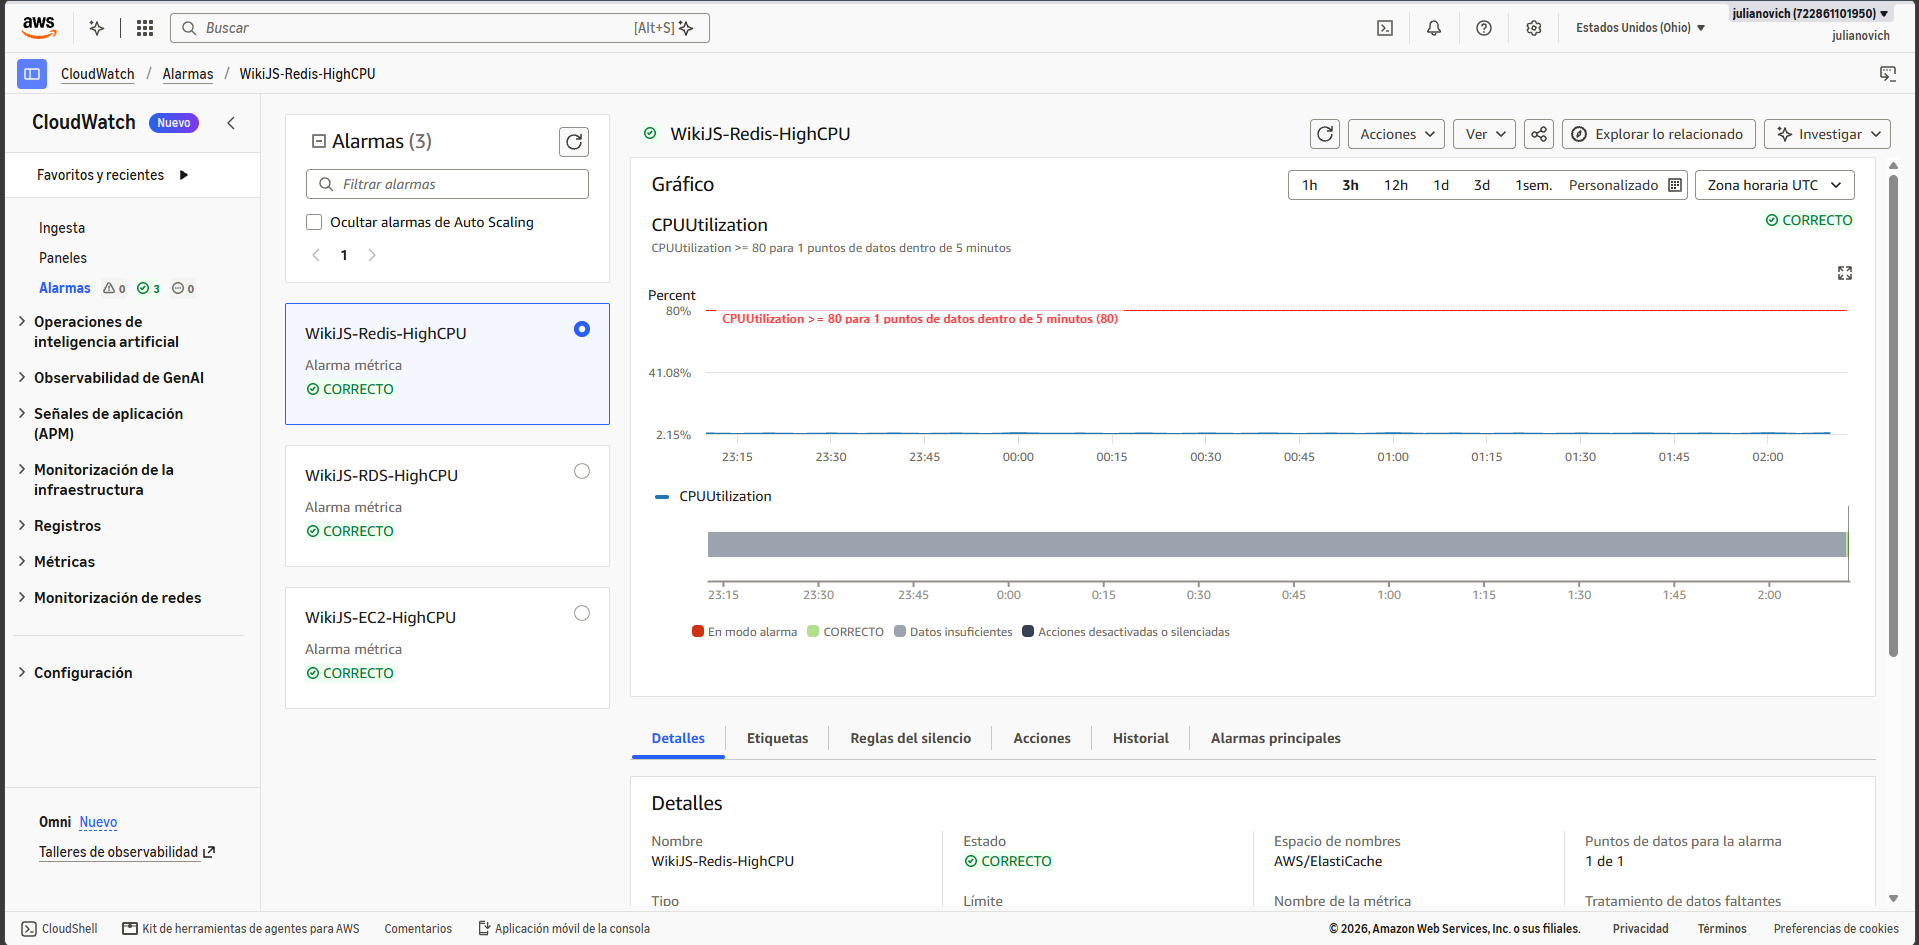 aws
Buscar
[Alt+S]
Estados Unidos (Ohio)
julianovich (722861101950)
julianovich
CloudWatch / Alarmas / WikiJS-Redis-HighCPU
CloudWatch Nuevo
Favoritos y recientes
Ingesta
Paneles
Alarmas 0 3 0
Operaciones de
inteligencia artificial
Observabilidad de GenAI
Señales de aplicación
(APM)
Monitorización de la
infraestructura
Registros
Métricas
Monitorización de redes
Configuración
Omni Nuevo
Talleres de observabilidad
Alarmas (3)
Filtrar alarmas
Ocultar alarmas de Auto Scaling
1
WikiJS-Redis-HighCPU
Alarma métrica
CORRECTO
WikiJS-RDS-HighCPU
Alarma métrica
CORRECTO
WikiJS-EC2-HighCPU
Alarma métrica
CORRECTO
WikiJS-Redis-HighCPU
Acciones
Ver
Explorar lo relacionado
Investigar
Gráfico
1h 3h 12h 1d 3d 1sem. Personalizado
Zona horaria UTC
CPUUtilization
CORRECTO
CPUUtilization >= 80 para 1 puntos de datos dentro de 5 minutos
Percent
80%
CPUUtilization >= 80 para 1 puntos de datos dentro de 5 minutos (80)
41.08%
2.15%
23:15 23:30 23:45 00:00 00:15 00:30 00:45 01:00 01:15 01:30 01:45 02:00
CPUUtilization
23:15 23:30 23:45 0:00 0:15 0:30 0:45 1:00 1:15 1:30 1:45 2:00
En modo alarma CORRECTO Datos insuficientes Acciones desactivadas o silenciadas
Detalles
Etiquetas
Reglas del silencio
Acciones
Historial
Alarmas principales
Detalles
Nombre
WikiJS-Redis-HighCPU
Estado
CORRECTO
Espacio de nombres
AWS/ElastiCache
Puntos de datos para la alarma
1 de 1
Tipo
Límite
Nombre de la métrica
Tratamiento de datos faltantes
CloudShell
Kit de herramientas de agentes para AWS
Comentarios
Aplicación móvil de la consola
© 2026, Amazon Web Services, Inc. o sus filiales.
Privacidad
Términos
Preferencias de cookies